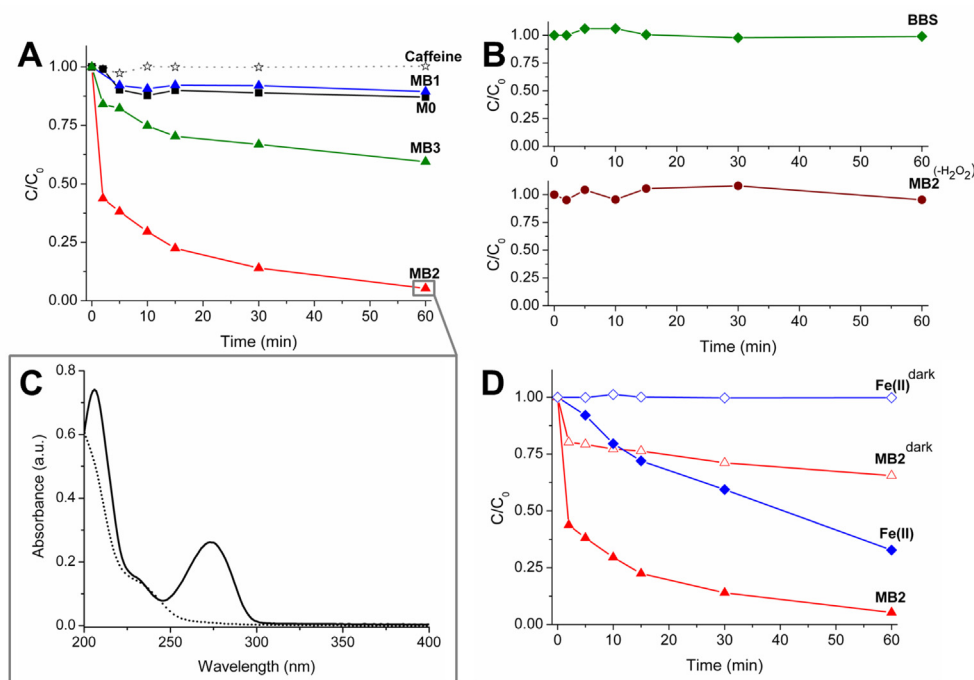 A
Caffeine
1.00
MB1
M0
0.75
MB3
C/C0
0.50
0.25
MB2
0.00
0 10 20 30 40 50 60
Time (min)
B
BBS
1.00
0.75
C/C0
0.50
0.25
0.00
0 10 20 30 40 50 60
MB2(-H2O2)
1.00
0.75
C/C0
0.50
0.25
0.00
0 10 20 30 40 50 60
Time (min)
C
0.8
0.6
Absorbance (a.u.)
0.4
0.2
0.0
200 250 300 350 400
Wavelength (nm)
D
Fe(II)dark
1.00
MB2dark
0.75
C/C0
0.50
Fe(II)
0.25
MB2
0.00
0 10 20 30 40 50 60
Time (min)